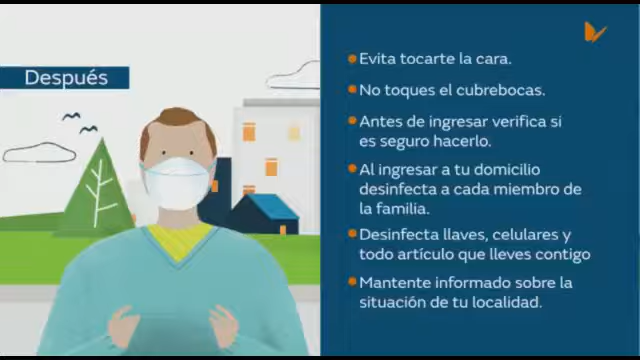 Después
Evita tocarte la cara.
No toques el cubrebocas.
Antes de ingresar verifica si
es seguro hacerlo.
Al ingresar a tu domicilio
desinfecta a cada miembro de
la familia.
Desinfecta llaves, celulares y
todo artículo que lleves contigo
Mantente informado sobre la
situación de tu localidad.